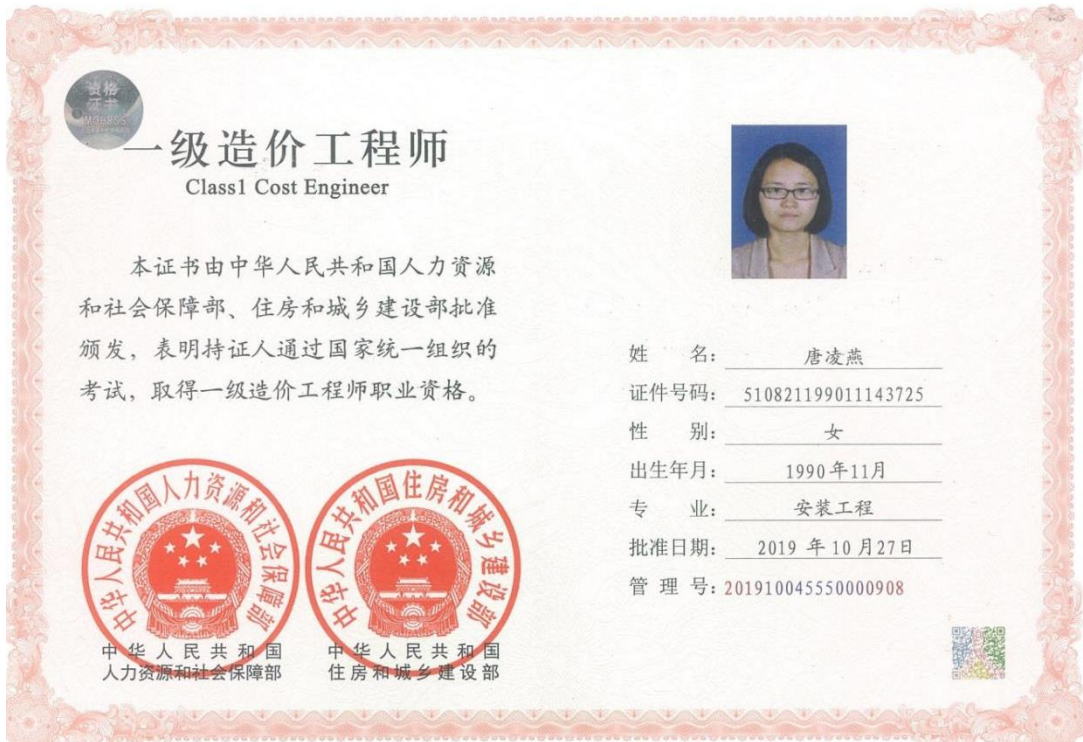 资格
证书
一级造价工程师
Class1 Cost Engineer
本证书由中华人民共和国人力资源
和社会保障部、住房和城乡建设部批准
颁发，表明持证人通过国家统一组织的
考试，取得一级造价工程师职业资格。
姓 名： 唐凌燕
证件号码： 510821199011143725
性 别： 女
出生年月： 1990年11月
专 业： 安装工程
批准日期： 2019 年 10 月27日
管 理 号：201910045550000908
中华人民共和国人力资源和社会保障部
中华人民共和国住房和城乡建设部
中华人民共和国
人力资源和社会保障部
中华人民共和国
住房和城乡建设部